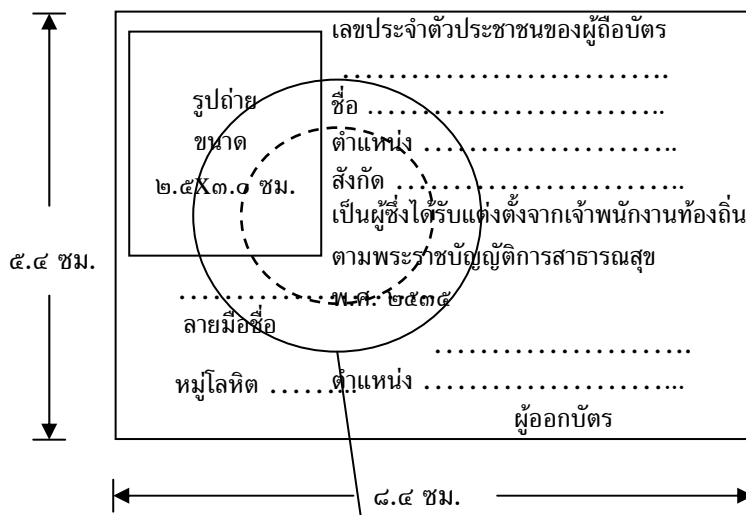 เลขประจำตัวประชาชนของผู้ถือบัตร
................................
รูปถ่าย
ขนาด
๒.๕X๓.๐ ซม.
ชื่อ ................................
ตำแหน่ง ............................
สังกัด ...............................
เป็นผู้ซึ่งได้รับแต่งตั้งจากเจ้าพนักงานท้องถิ่น
ตามพระราชบัญญัติการสาธารณสุข
พ.ศ. ๒๕๓๕
............................
ลายมือชื่อ
............................
หมู่โลหิต .........
ตำแหน่ง ............................
ผู้ออกบัตร
๕.๔ ซม.
๘.๔ ซม.